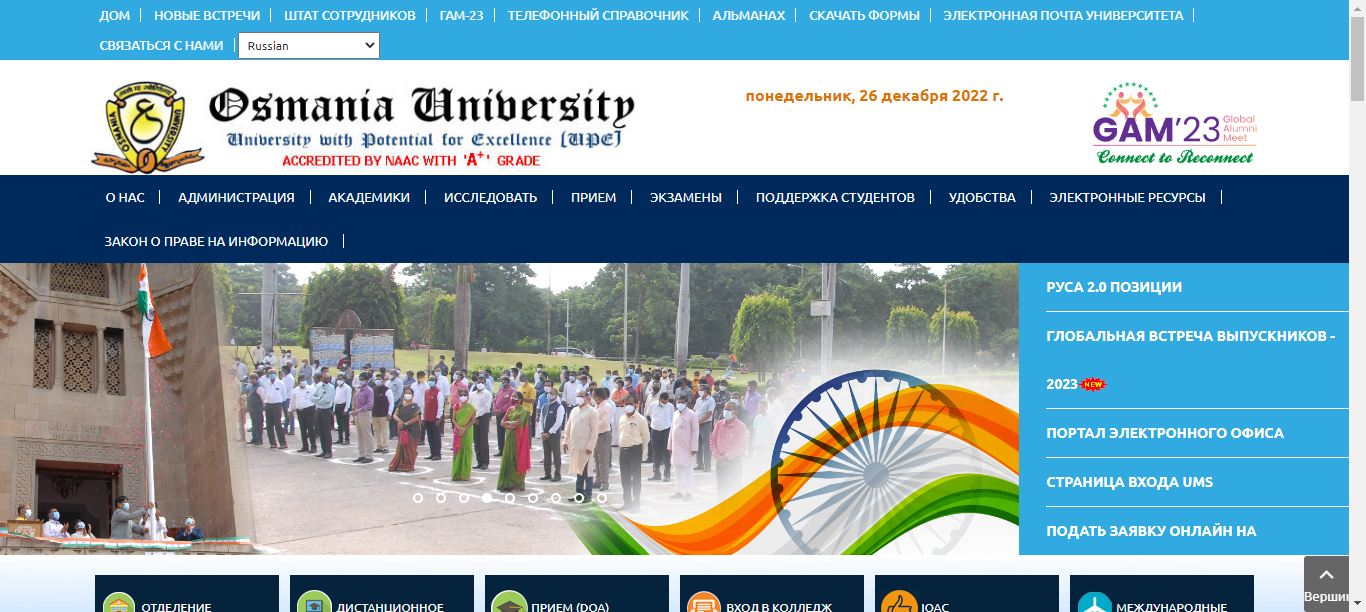 ДОМ НОВЫЕ ВСТРЕЧИ ШТАТ СОТРУДНИКОВ ГАМ-23 ТЕЛЕФОННЫЙ СПРАВОЧНИК АЛЬМАНАХ СКАЧАТЬ ФОРМЫ ЭЛЕКТРОННАЯ ПОЧТА УНИВЕРСИТЕТА
СВЯЗАТЬСЯ С НАМИ Russian
Osmania University
University with Potential for Excellence [UPE]
ACCREDITED BY NAAC WITH 'A+' GRADE
OSMANIA UNIVERSITY
понедельник, 26 декабря 2022 г.
GAM'23 Global
Alumni
Meet
Connect to Reconnect
О НАС АДМИНИСТРАЦИЯ АКАДЕМИКИ ИССЛЕДОВАТЬ ПРИЕМ ЭКЗАМЕНЫ ПОДДЕРЖКА СТУДЕНТОВ УДОБСТВА ЭЛЕКТРОННЫЕ РЕСУРСЫ
ЗАКОН О ПРАВЕ НА ИНФОРМАЦИЮ
РУСА 2.0 ПОЗИЦИИ
ГЛОБАЛЬНАЯ ВСТРЕЧА ВЫПУСКНИКОВ -
2023 NEW
ПОРТАЛ ЭЛЕКТРОННОГО ОФИСА
СТРАНИЦА ВХОДА UMS
ПОДАТЬ ЗАЯВКУ ОНЛАЙН НА
ОТДЕЛЕНИЕ ДИСТАНЦИОННОЕ ПРИЕМ (DOA) ВХОД В КОЛЛЕДЖ IQAC МЕЖДУНАРОДНЫЕ